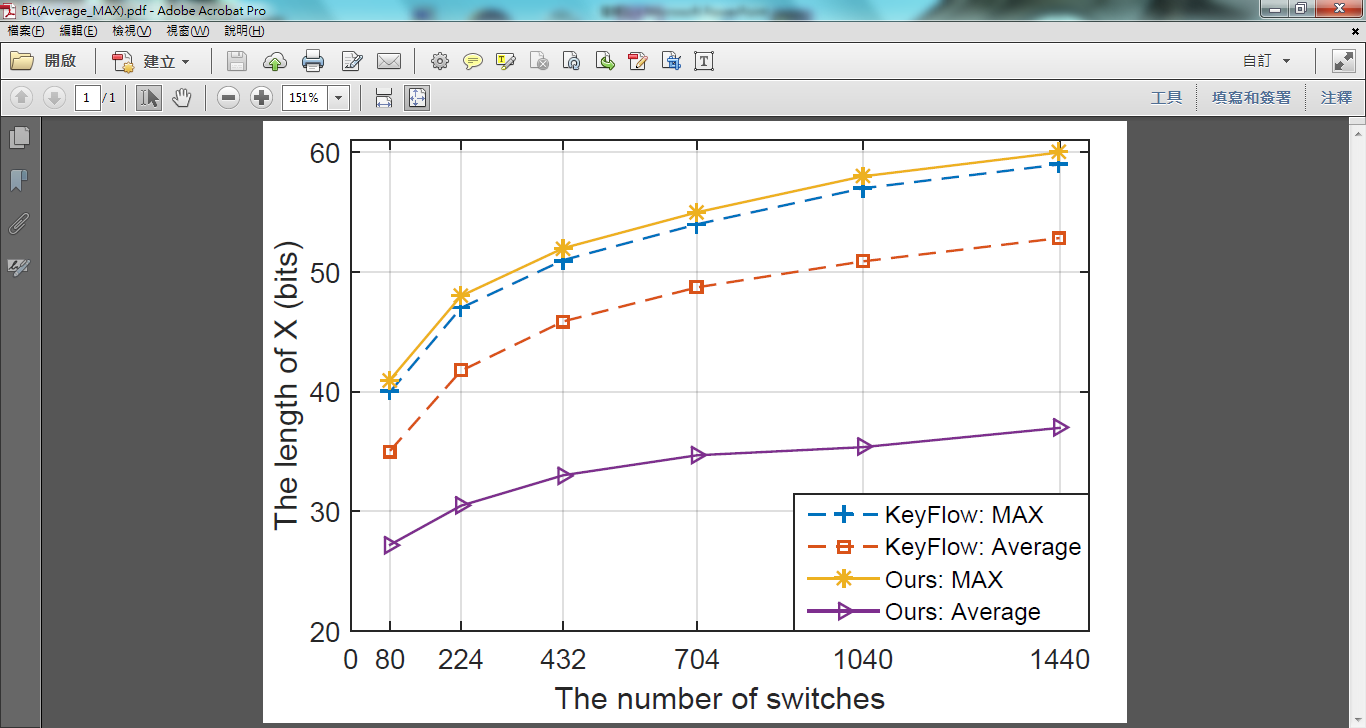 Bit(Average_MAX).pdf - Adobe Acrobat Pro
檔案(F) 編輯(E) 檢視(V) 視窗(W) 說明(H)
開啟 建立 自訂
1 / 1 151% 工具 填寫和簽署 注釋
60
50
40
30
20
The length of X (bits)
KeyFlow: MAX
KeyFlow: Average
Ours: MAX
Ours: Average
0 80 224 432 704 1040 1440
The number of switches